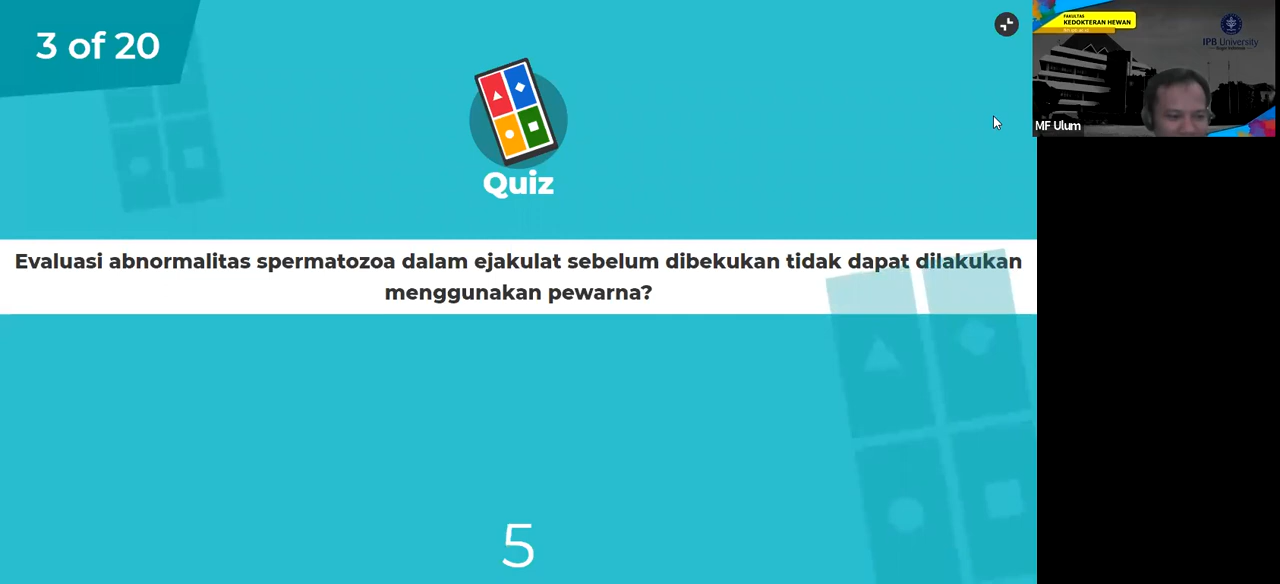 3 of 20
Quiz
Evaluasi abnormalitas spermatozoa dalam ejakulat sebelum dibekukan tidak dapat dilakukan
menggunakan pewarna?
5
FAKULTAS
KEDOKTERAN HEWAN
IPB University
MF Ulum